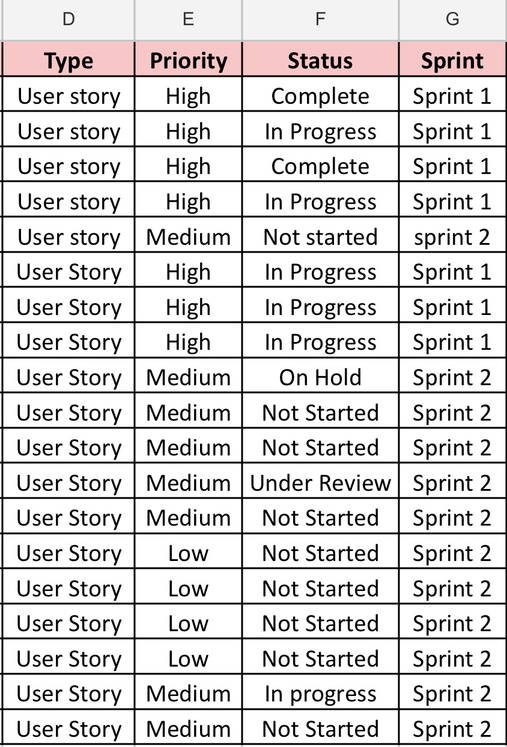 D E F G
Type Priority Status Sprint
User story High Complete Sprint 1
User story High In Progress Sprint 1
User story High Complete Sprint 1
User story High In Progress Sprint 1
User story Medium Not started sprint 2
User Story High In Progress Sprint 1
User Story High In Progress Sprint 1
User Story High In Progress Sprint 1
User Story Medium On Hold Sprint 2
User Story Medium Not Started Sprint 2
User Story Medium Not Started Sprint 2
User Story Medium Under Review Sprint 2
User Story Medium Not Started Sprint 2
User Story Low Not Started Sprint 2
User Story Low Not Started Sprint 2
User Story Low Not Started Sprint 2
User Story Low Not Started Sprint 2
User Story Medium In progress Sprint 2
User Story Medium Not Started Sprint 2